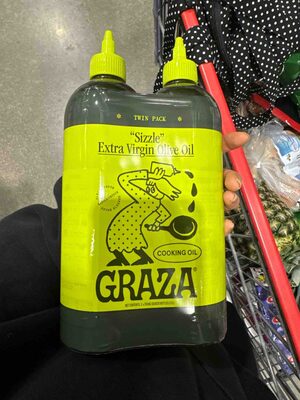 TWIN PACK
"Sizzle"
Extra Virgin Olive Oil
COOKING OIL
GRAZA